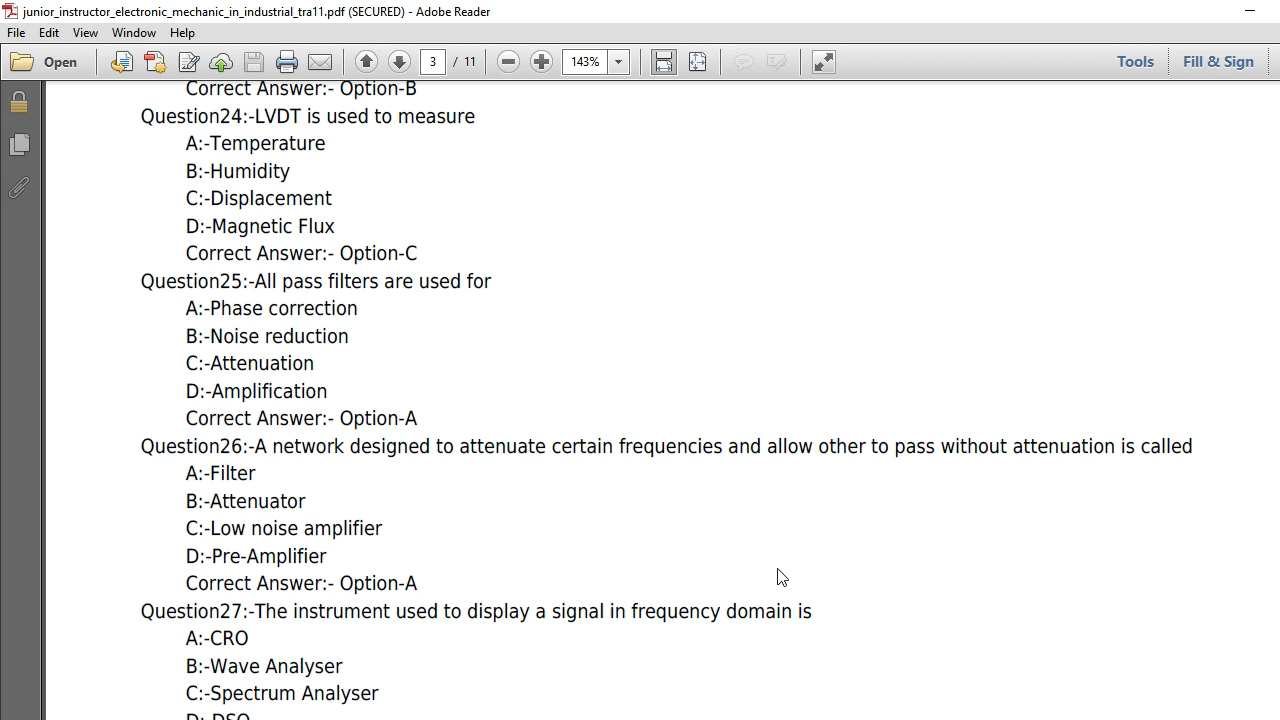 junior_instructor_electronic_mechanic_in_industrial_tra11.pdf (SECURED) - Adobe Reader
File Edit View Window Help
Open 3 / 11 143% Tools Fill & Sign
Correct Answer:- Option-B
Question24:-LVDT is used to measure
A:-Temperature
B:-Humidity
C:-Displacement
D:-Magnetic Flux
Correct Answer:- Option-C
Question25:-All pass filters are used for
A:-Phase correction
B:-Noise reduction
C:-Attenuation
D:-Amplification
Correct Answer:- Option-A
Question26:-A network designed to attenuate certain frequencies and allow other to pass without attenuation is called
A:-Filter
B:-Attenuator
C:-Low noise amplifier
D:-Pre-Amplifier
Correct Answer:- Option-A
Question27:-The instrument used to display a signal in frequency domain is
A:-CRO
B:-Wave Analyser
C:-Spectrum Analyser
D:-DSO